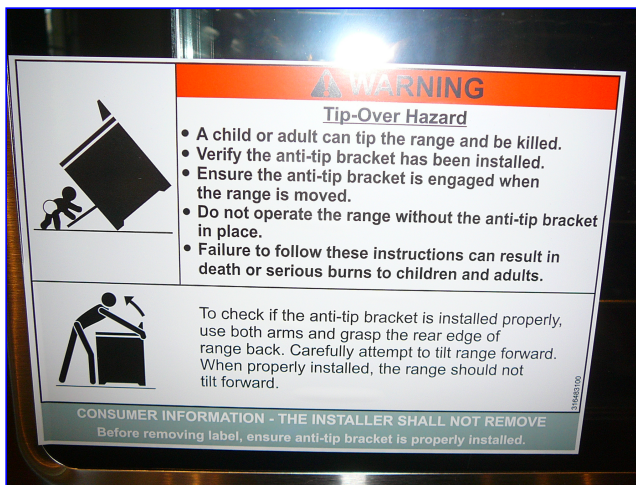 WARNING
Tip-Over Hazard
• A child or adult can tip the range and be killed.
• Verify the anti-tip bracket has been installed.
• Ensure the anti-tip bracket is engaged when
the range is moved.
• Do not operate the range without the anti-tip bracket
in place.
• Failure to follow these instructions can result in
death or serious burns to children and adults.
To check if the anti-tip bracket is installed properly,
use both arms and grasp the rear edge of
range back. Carefully attempt to tilt range forward.
When properly installed, the range should not
tilt forward.
316483100
CONSUMER INFORMATION - THE INSTALLER SHALL NOT REMOVE
Before removing label, ensure anti-tip bracket is properly installed.